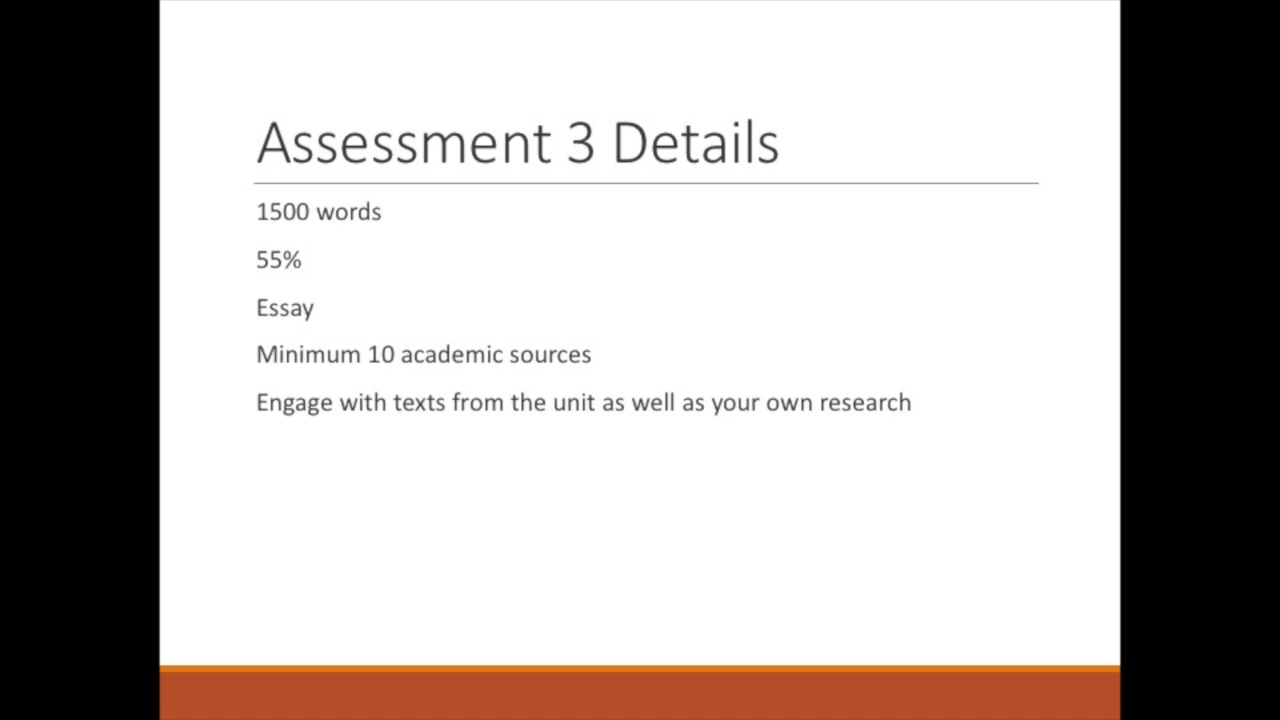 Assessment 3 Details
1500 words
55%
Essay
Minimum 10 academic sources
Engage with texts from the unit as well as your own research